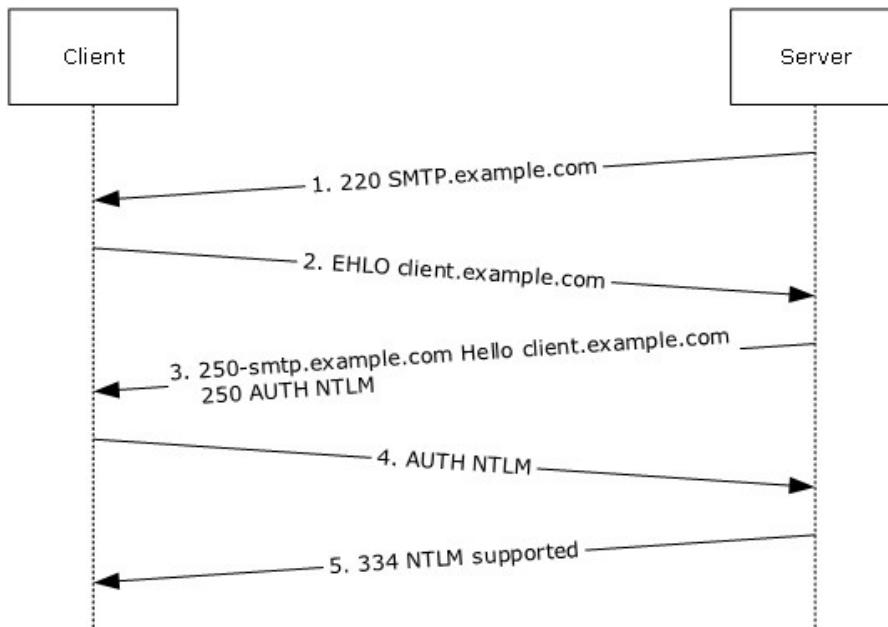 Client
Server
1. 220 SMTP.example.com
2. EHLO client.example.com
3. 250-smtp.example.com Hello client.example.com
250 AUTH NTLM
4. AUTH NTLM
5. 334 NTLM supported